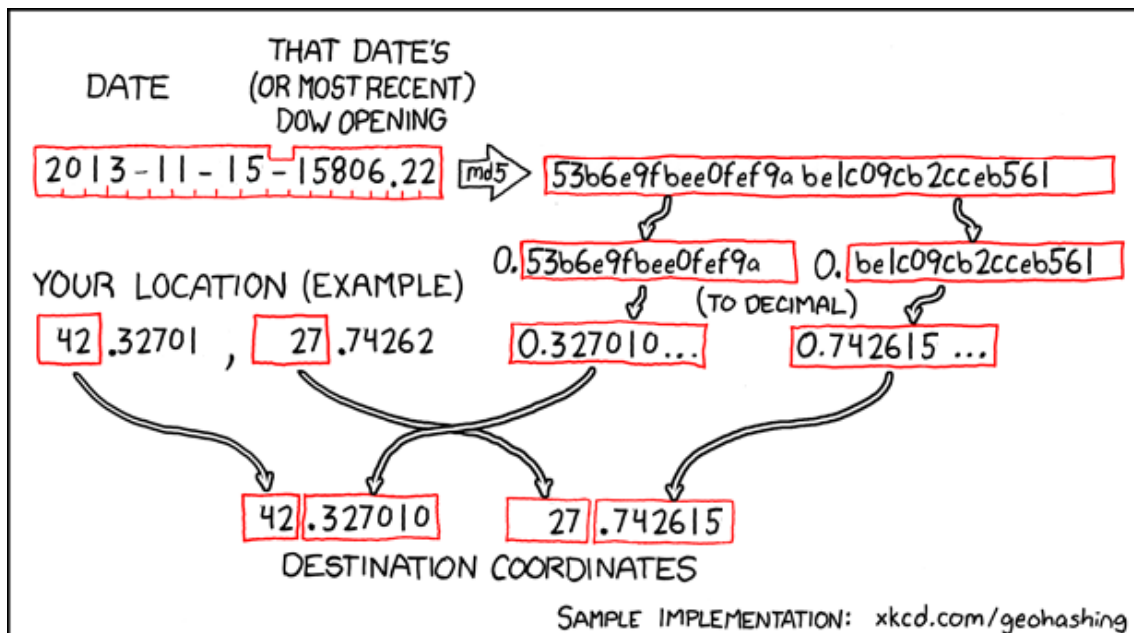 THAT DATE'S
DATE (OR MOST RECENT)
DOW OPENING
2013-11-15-15806.22 md5 53b6e9fbee0fef9a be1c09cb2cceb561
0.53b6e9fbee0fef9a 0.be1c09cb2cceb561
YOUR LOCATION (EXAMPLE) (TO DECIMAL)
42.32701, 27.74262 0.327010... 0.742615...
42.327010 27.742615
DESTINATION COORDINATES
SAMPLE IMPLEMENTATION: xkcd.com/geohashing